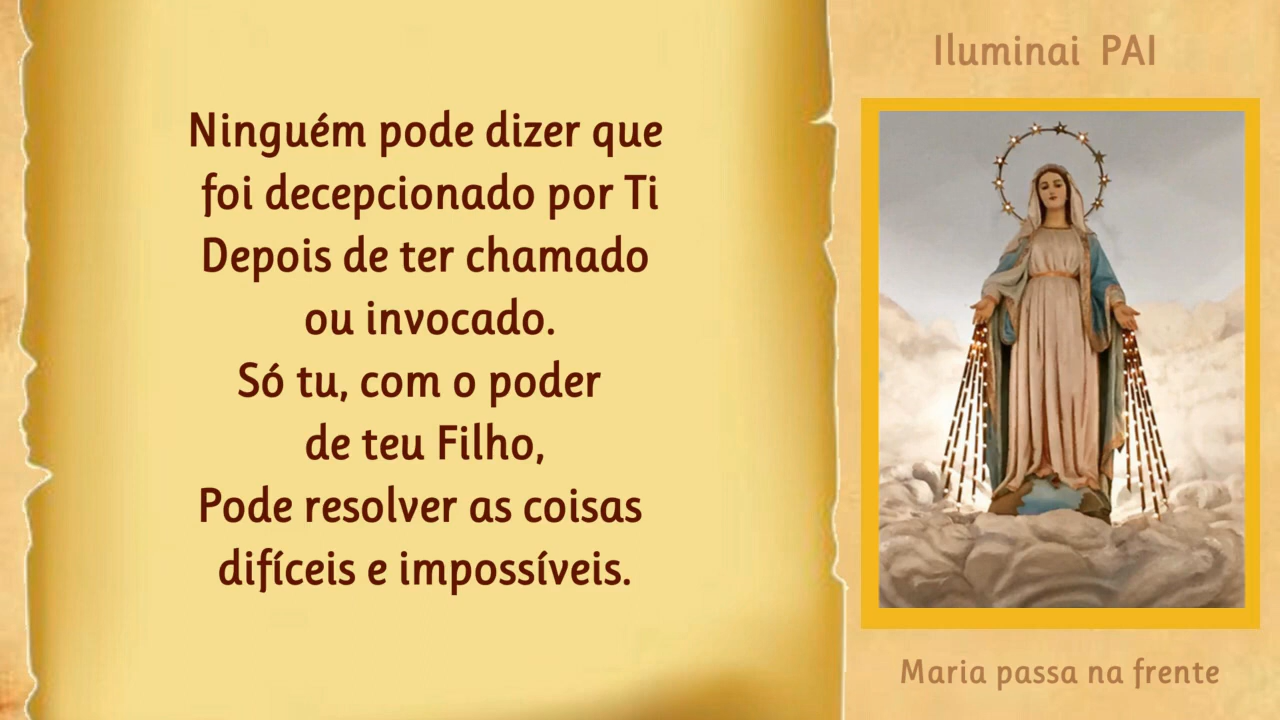 Ninguém pode dizer que
foi decepcionado por Ti
Depois de ter chamado
ou invocado.
Só tu, com o poder
de teu Filho,
Pode resolver as coisas
difíceis e impossíveis.
Iluminai PAI
Maria passa na frente